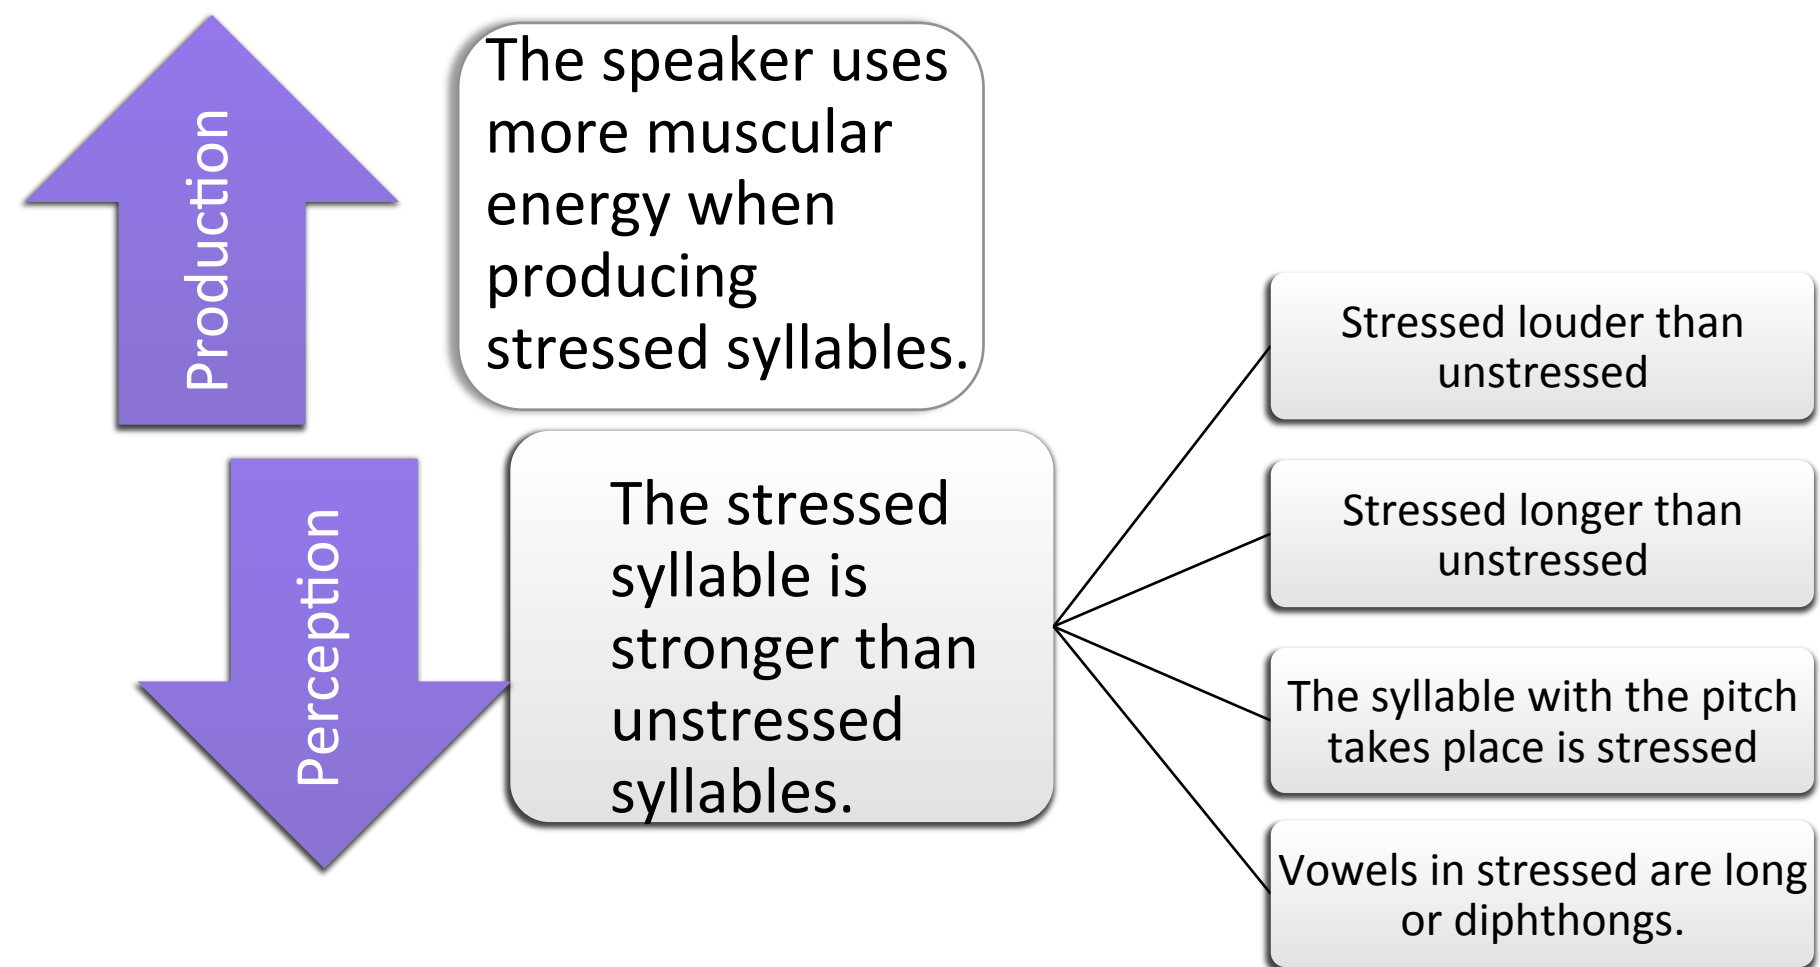 Production
The speaker uses
more muscular
energy when
producing
stressed syllables.
Perception
The stressed
syllable is
stronger than
unstressed
syllables.
Stressed louder than
unstressed
Stressed longer than
unstressed
The syllable with the pitch
takes place is stressed
Vowels in stressed are long
or diphthongs.